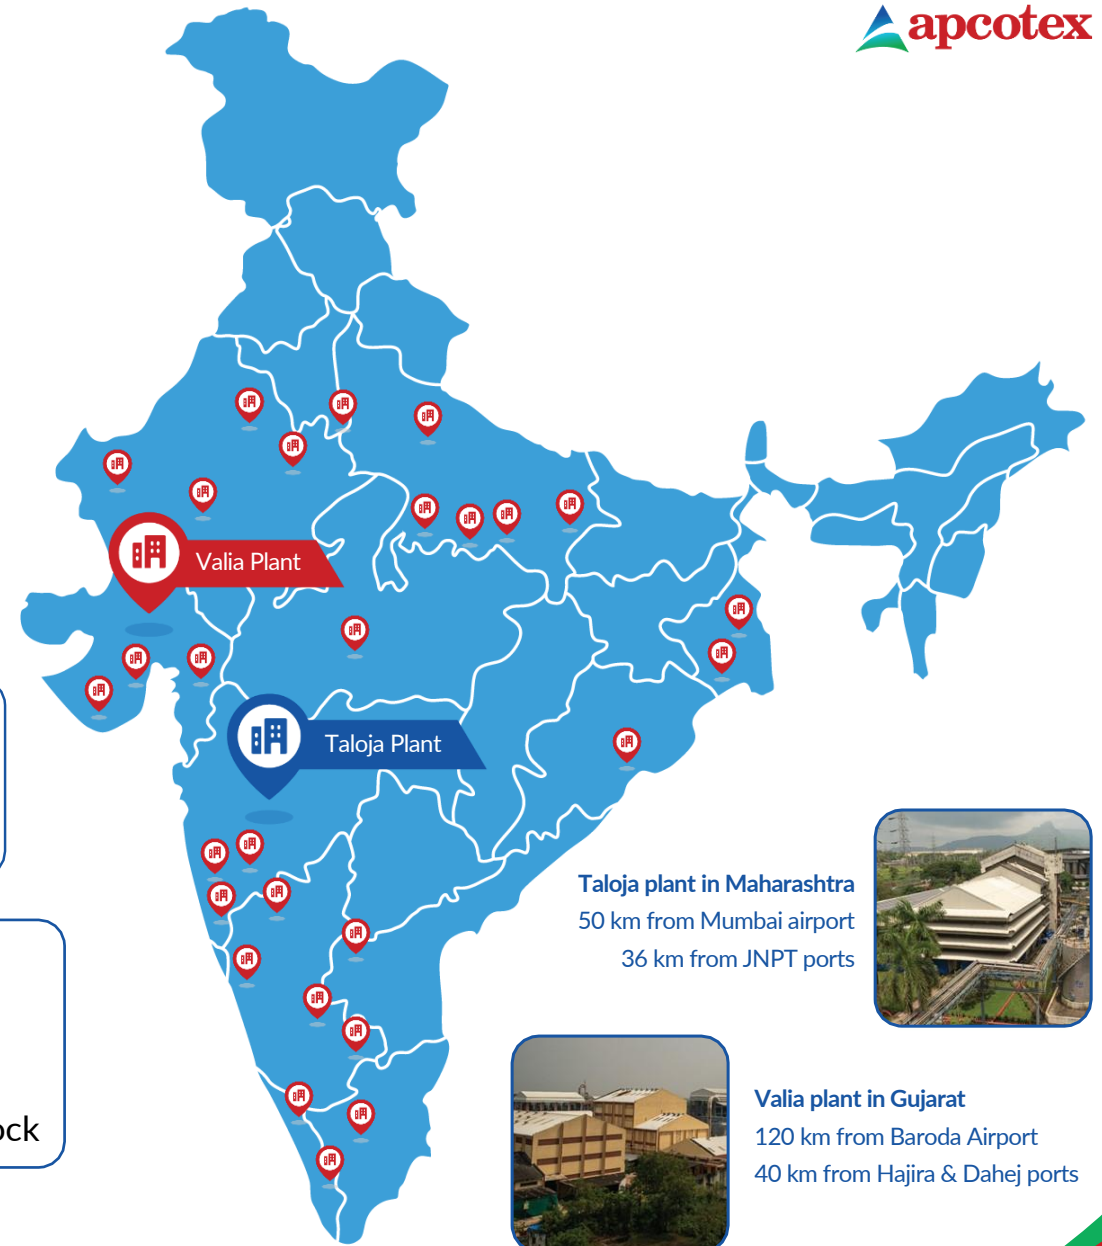 apcotex
Valia Plant
Taloja Plant
Taloja plant in Maharashtra
50 km from Mumbai airport
36 km from JNPT ports
Valia plant in Gujarat
120 km from Baroda Airport
40 km from Hajira & Dahej ports